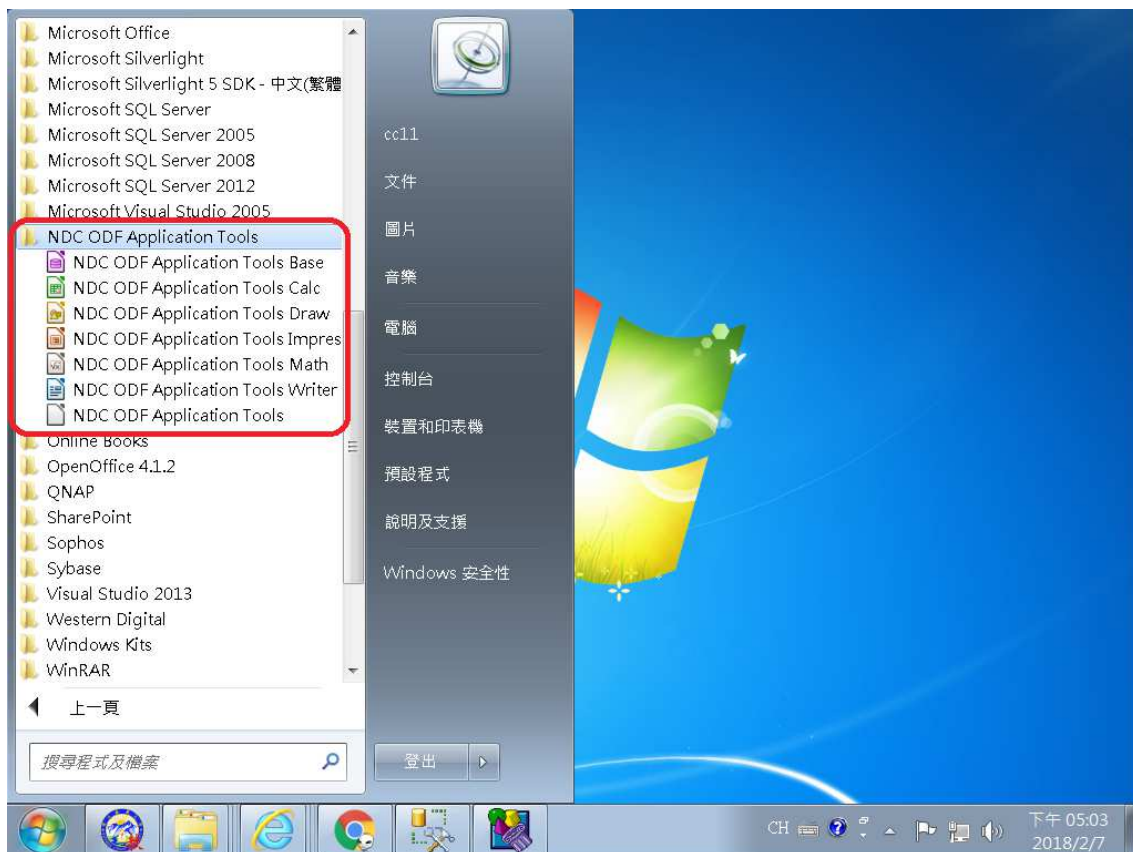 Microsoft Office
Microsoft Silverlight
Microsoft Silverlight 5 SDK - 中文(繁體
Microsoft SQL Server
Microsoft SQL Server 2005
Microsoft SQL Server 2008
Microsoft SQL Server 2012
Microsoft Visual Studio 2005
NDC ODF Application Tools
NDC ODF Application Tools Base
NDC ODF Application Tools Calc
NDC ODF Application Tools Draw
NDC ODF Application Tools Impres
NDC ODF Application Tools Math
NDC ODF Application Tools Writer
NDC ODF Application Tools
Online Books
OpenOffice 4.1.2
QNAP
SharePoint
Sophos
Sybase
Visual Studio 2013
Western Digital
Windows Kits
WinRAR
上一頁
搜尋程式及檔案
cc11
文件
圖片
音樂
電腦
控制台
裝置和印表機
預設程式
說明及支援
Windows 安全性
登出
CH
下午 05:03
2018/2/7